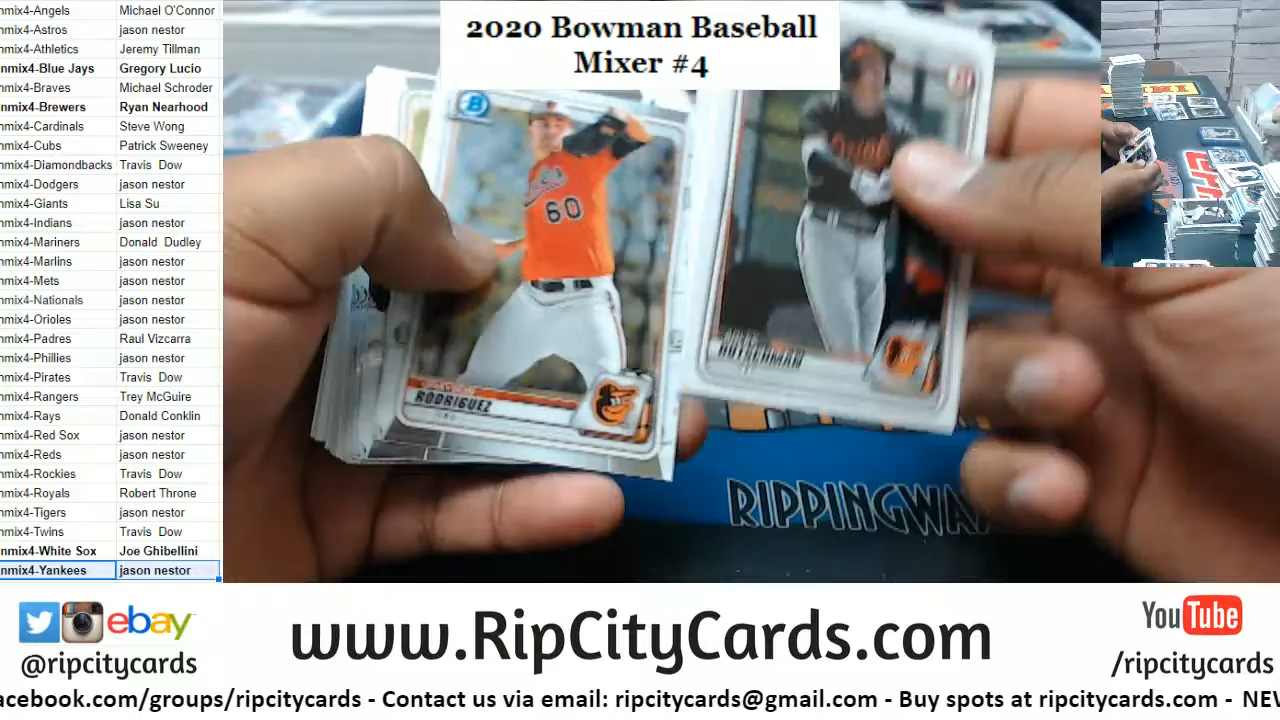 2020 Bowman Baseball
Mixer #4
nmix4-Angels Michael O'Connor
nmix4-Astros jason nestor
nmix4-Athletics Jeremy Tillman
nmix4-Blue Jays Gregory Lucio
nmix4-Braves Michael Schroder
nmix4-Brewers Ryan Nearhood
nmix4-Cardinals Steve Wong
nmix4-Cubs Patrick Sweeney
nmix4-Diamondbacks Travis Dow
nmix4-Dodgers jason nestor
nmix4-Giants Lisa Su
nmix4-Indians jason nestor
nmix4-Mariners Donald Dudley
nmix4-Marlins jason nestor
nmix4-Mets jason nestor
nmix4-Nationals jason nestor
nmix4-Orioles jason nestor
nmix4-Padres Raul Vizcarra
nmix4-Phillies jason nestor
nmix4-Pirates Travis Dow
nmix4-Rangers Trey McGuire
nmix4-Rays Donald Conklin
nmix4-Red Sox jason nestor
nmix4-Reds jason nestor
nmix4-Rockies Travis Dow
nmix4-Royals Robert Throne
nmix4-Tigers jason nestor
nmix4-Twins Travis Dow
nmix4-White Sox Joe Ghibellini
nmix4-Yankees jason nestor
B
60
RODRIGUEZ
RIPPINGWA
ebay
@ripcitycards
www.RipCityCards.com
YouTube
/ripcitycards
acebook.com/groups/ripcitycards - Contact us via email: ripcitycards@gmail.com - Buy spots at ripcitycards.com - NEV